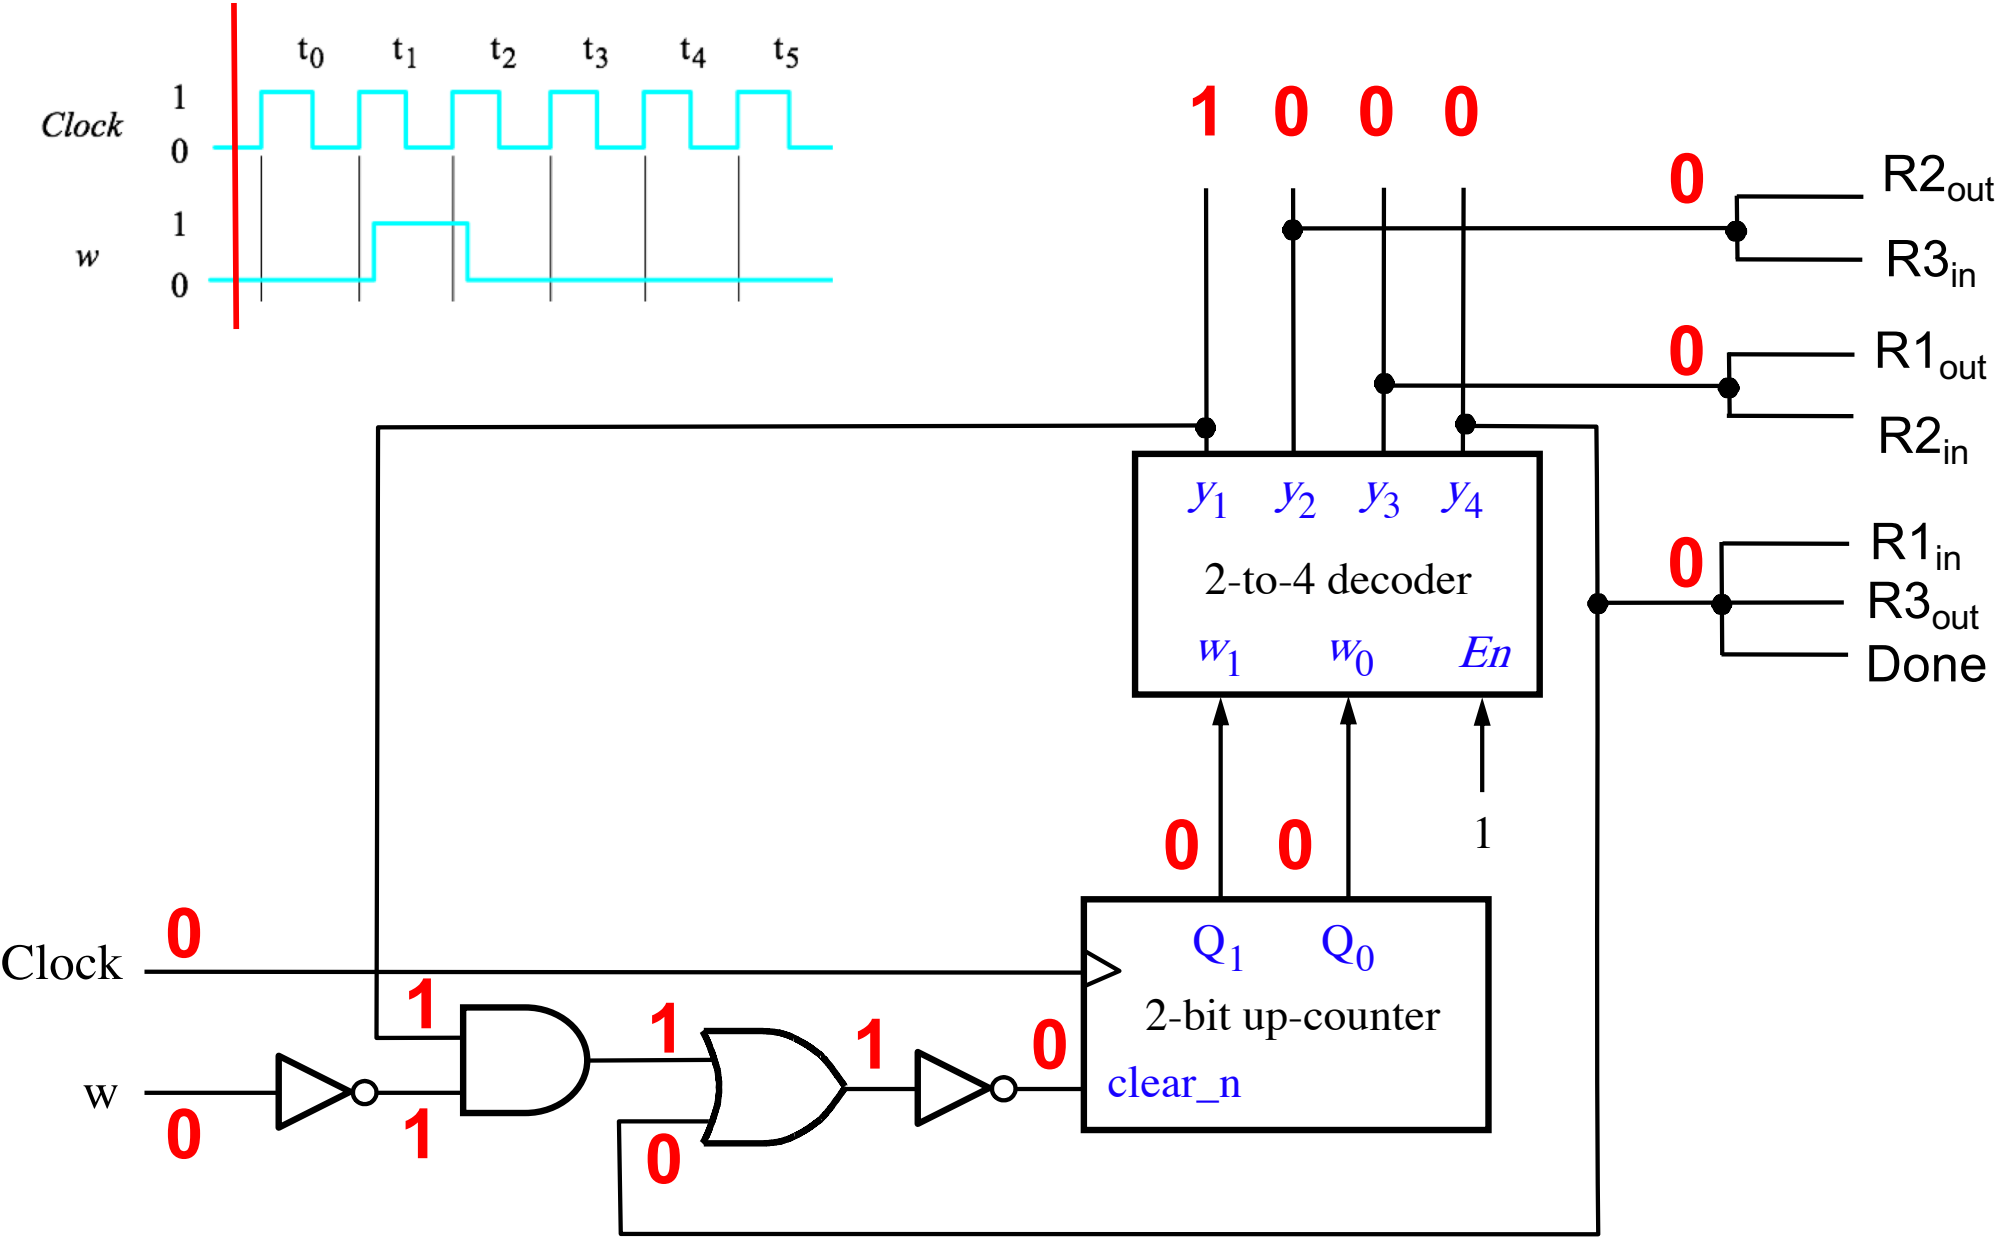 t0 t1 t2 t3 t4 t5
1
Clock
0
1
w
0
1 0 0 0
0 R2out
R3in
0 R1out
R2in
y1 y2 y3 y4
2-to-4 decoder
w1 w0 En
0 R1in
R3out
Done
1
0 0
Clock 0
Q1 Q0
2-bit up-counter
clear_n
1 1 1 0
w
0 1 0